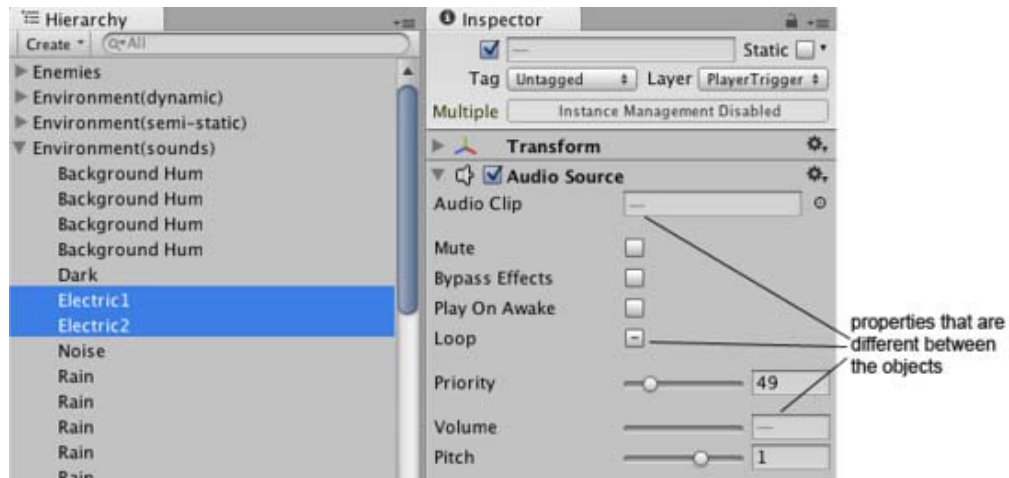 Hierarchy
Create
All
Enemies
Environment(dynamic)
Environment(semi-static)
Environment(sounds)
Background Hum
Background Hum
Background Hum
Background Hum
Dark
Electric1
Electric2
Noise
Rain
Rain
Rain
Rain
Rain
Inspector
— Static
Tag Untagged Layer PlayerTrigger
Multiple Instance Management Disabled
Transform
Audio Source
Audio Clip —
Mute
Bypass Effects
Play On Awake
Loop
Priority 49
Volume —
Pitch 1
properties that are
different between
the objects